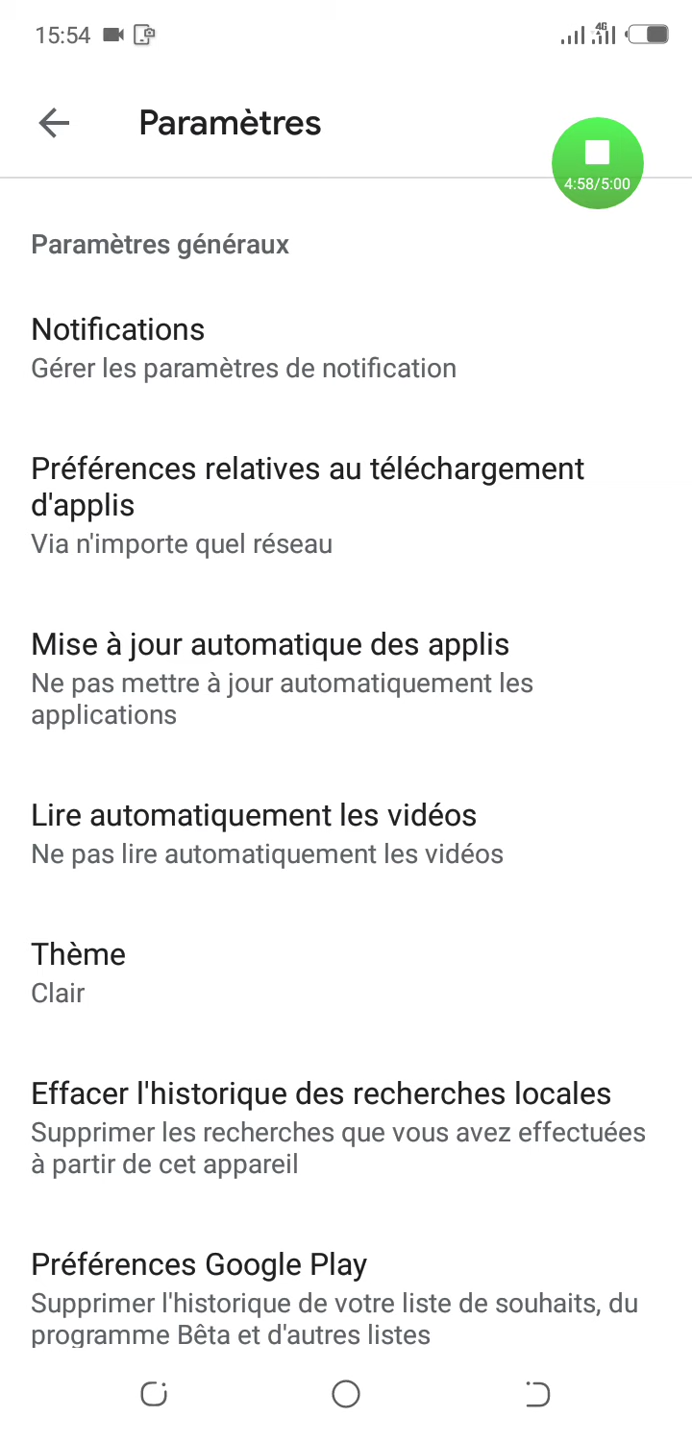 15:54
4G
Paramètres
4:58/5:00
Paramètres généraux
Notifications
Gérer les paramètres de notification
Préférences relatives au téléchargement
d'applis
Via n'importe quel réseau
Mise à jour automatique des applis
Ne pas mettre à jour automatiquement les
applications
Lire automatiquement les vidéos
Ne pas lire automatiquement les vidéos
Thème
Clair
Effacer l'historique des recherches locales
Supprimer les recherches que vous avez effectuées
à partir de cet appareil
Préférences Google Play
Supprimer l'historique de votre liste de souhaits, du
programme Bêta et d'autres listes